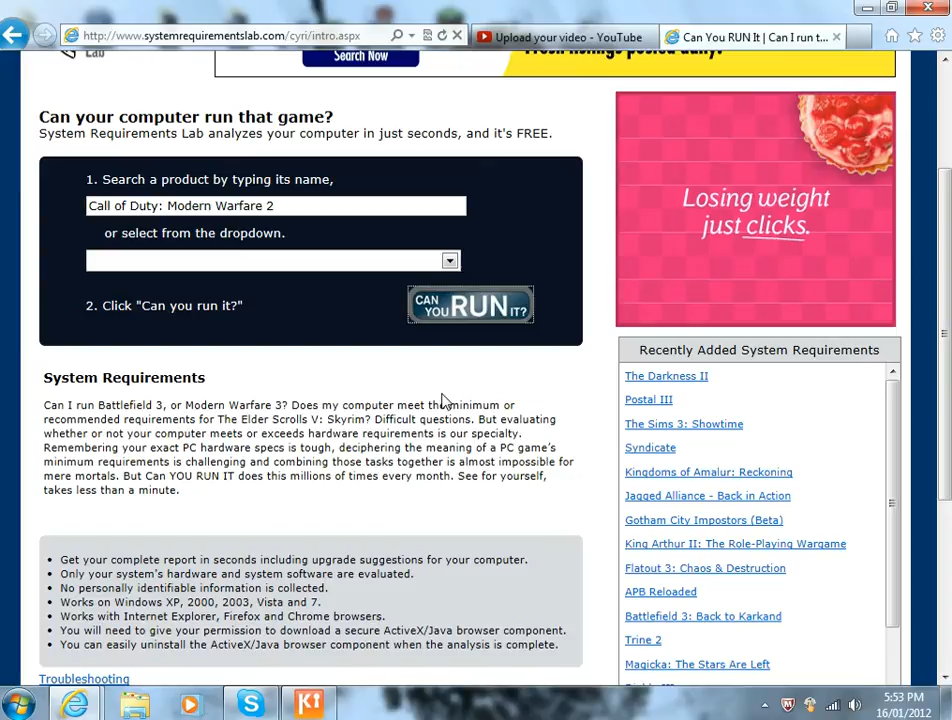 http://www.systemrequirementslab.com/cyri/intro.aspx
Upload your video - YouTube
Can You RUN It | Can I run t...
Lab
Search Now
Can your computer run that game?
System Requirements Lab analyzes your computer in just seconds, and it's FREE.
1. Search a product by typing its name,
Call of Duty: Modern Warfare 2
or select from the dropdown.
2. Click "Can you run it?"
CAN YOU RUN IT?
System Requirements
Can I run Battlefield 3, or Modern Warfare 3? Does my computer meet the minimum or
recommended requirements for The Elder Scrolls V: Skyrim? Difficult questions. But evaluating
whether or not your computer meets or exceeds hardware requirements is our specialty.
Remembering your exact PC hardware specs is tough, deciphering the meaning of a PC game's
minimum requirements is challenging and combining those tasks together is almost impossible for
mere mortals. But Can YOU RUN IT does this millions of times every month. See for yourself,
takes less than a minute.
Get your complete report in seconds including upgrade suggestions for your computer.
Only your system's hardware and system software are evaluated.
No personally identifiable information is collected.
Works on Windows XP, 2000, 2003, Vista and 7.
Works with Internet Explorer, Firefox and Chrome browsers.
You will need to give your permission to download a secure ActiveX/Java browser component.
You can easily uninstall the ActiveX/Java browser component when the analysis is complete.
Troubleshooting
Losing weight
just clicks.
Recently Added System Requirements
The Darkness II
Postal III
The Sims 3: Showtime
Syndicate
Kingdoms of Amalur: Reckoning
Jagged Alliance - Back in Action
Gotham City Impostors (Beta)
King Arthur II: The Role-Playing Wargame
Flatout 3: Chaos & Destruction
APB Reloaded
Battlefield 3: Back to Karkand
Trine 2
Magicka: The Stars Are Left
5:53 PM
16/01/2012